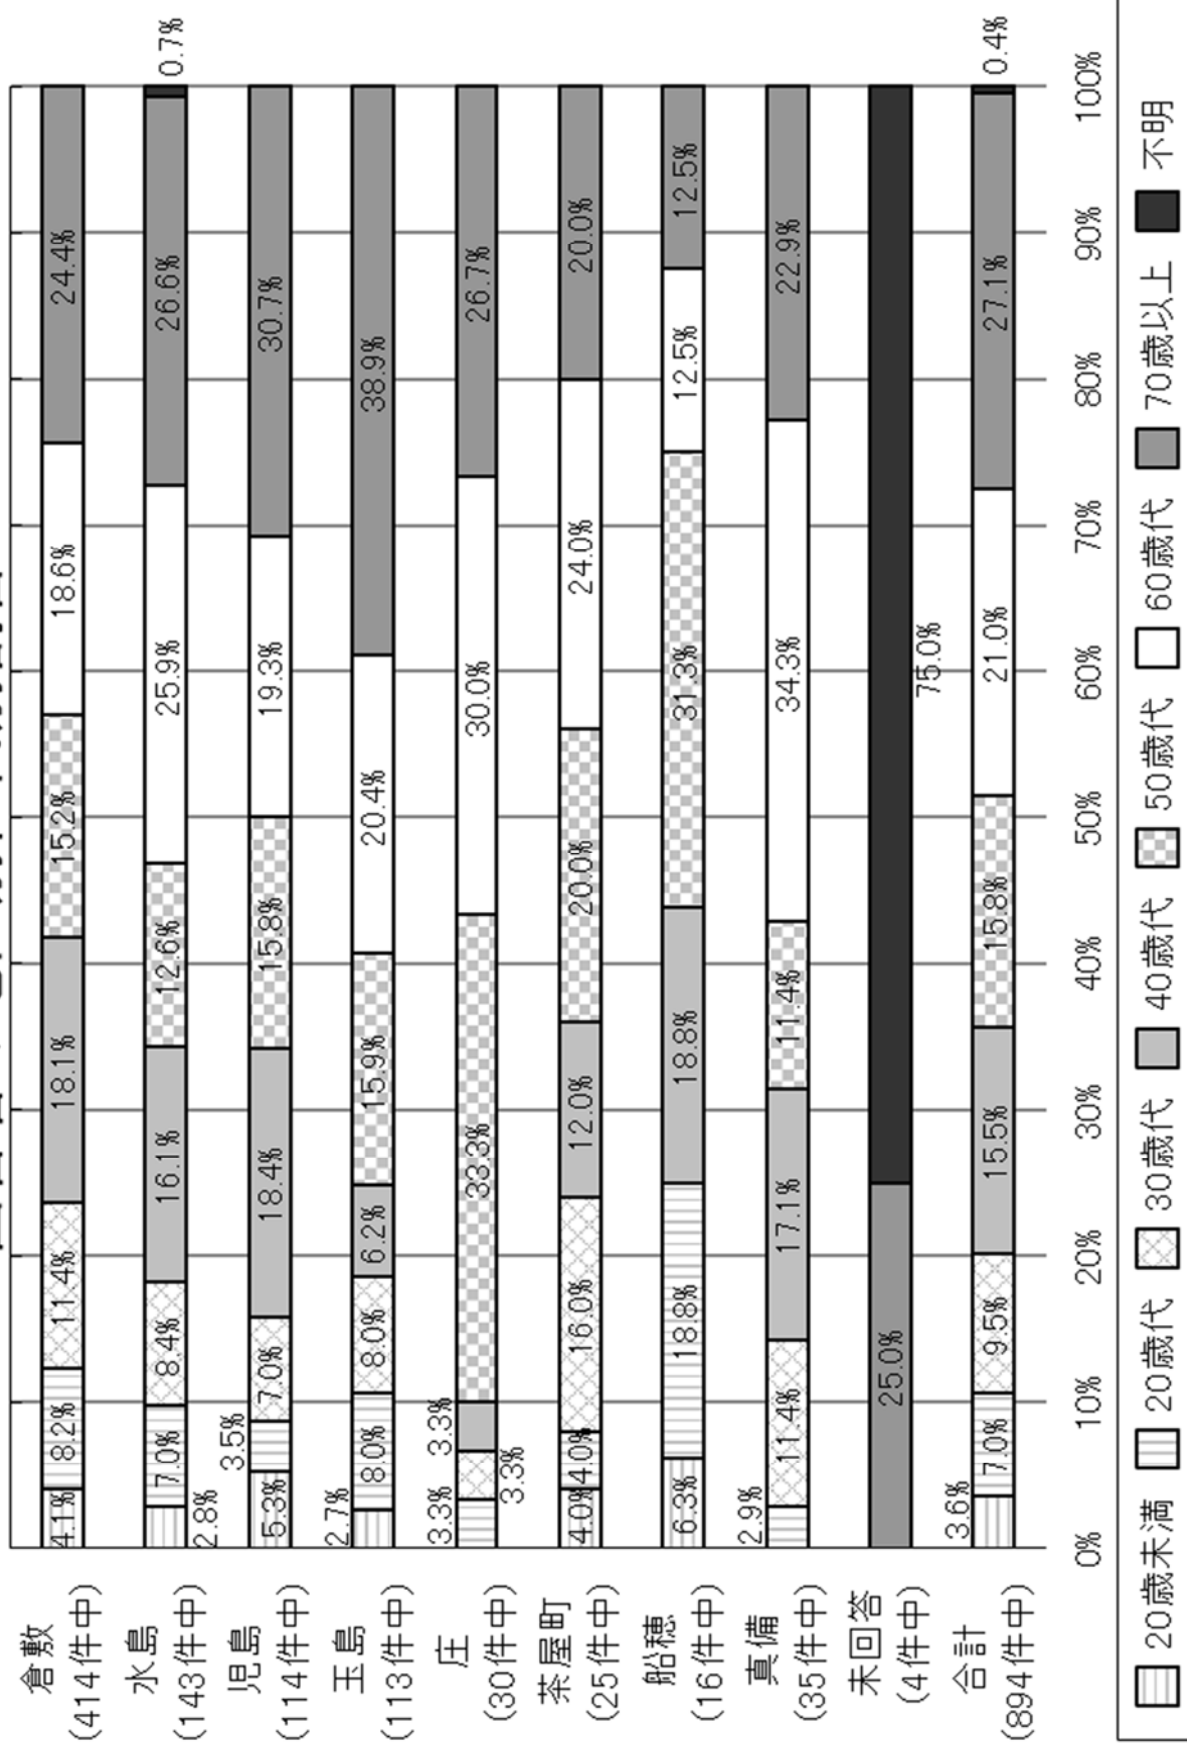 倉敷
(414件中)
4.1% 8.2% 11.4% 18.1% 15.2% 18.6% 24.4%
水島
(143件中)
2.8% 7.0% 8.4% 16.1% 12.6% 25.9% 26.6% 0.7%
児島
(114件中)
5.3% 3.5% 7.0% 18.4% 15.8% 19.3% 30.7%
玉島
(113件中)
2.7% 8.0% 8.0% 6.2% 15.9% 20.4% 38.9%
庄
(30件中)
3.3% 3.3% 3.3% 33.3% 30.0% 26.7%
茶屋町
(25件中)
4.0% 4.0% 16.0% 12.0% 20.0% 24.0% 20.0%
船穂
(16件中)
6.3% 18.8% 18.8% 31.3% 12.5% 12.5%
真備
(35件中)
2.9% 11.4% 17.1% 11.4% 34.3% 22.9%
未回答
(4件中)
25.0% 75.0%
合計
(894件中)
3.6% 7.0% 9.5% 15.5% 15.8% 21.0% 27.1% 0.4%
0% 10% 20% 30% 40% 50% 60% 70% 80% 90% 100%
20歳未満 20歳代 30歳代 40歳代 50歳代 60歳代 70歳以上 不明